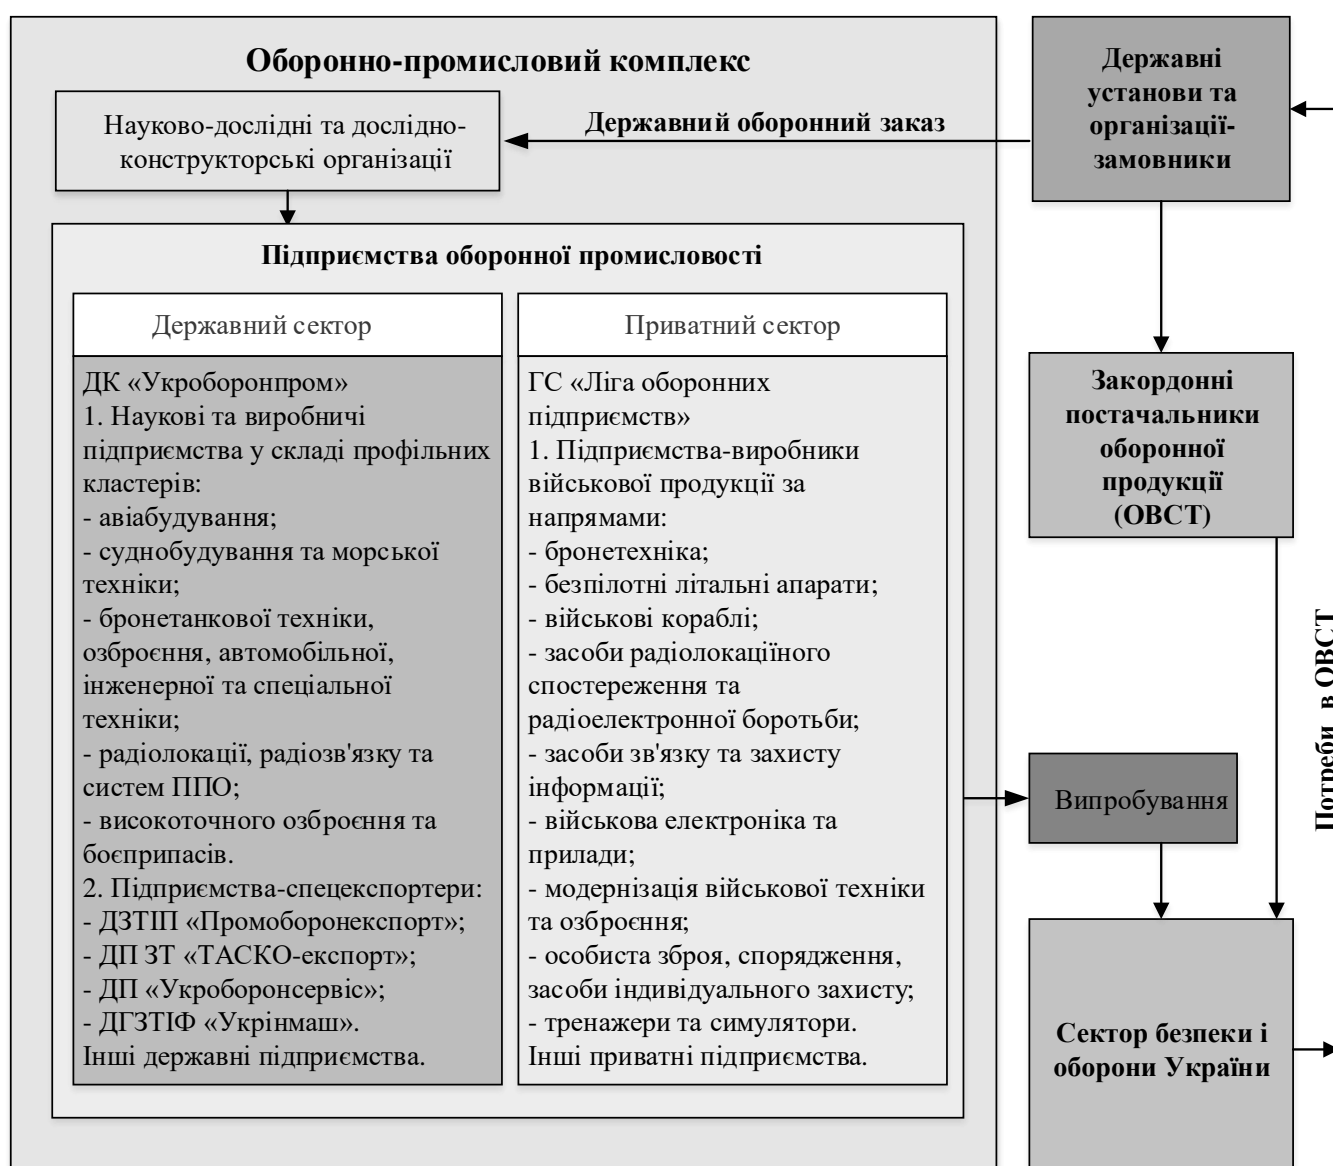 Оборонно-промисловий комплекс
Науково-дослідні та дослідно-
конструкторські організації
Державний оборонний заказ
Державні
установи та
організації-
замовники
Підприємства оборонної промисловості
Державний сектор
ДК «Укроборонпром»
1. Наукові та виробничі
підприємства у складі профільних
кластерів:
- авіабудування;
- суднобудування та морської
техніки;
- бронетанкової техніки,
озброєння, автомобільної,
інженерної та спеціальної
техніки;
- радіолокації, радіозв'язку та
систем ППО;
- високоточного озброєння та
боєприпасів.
2. Підприємства-спецекспортери:
- ДЗТІП «Промоборонекспорт»;
- ДП ЗТ «ТАСКО-експорт»;
- ДП «Укроборонсервіс»;
- ДГЗТІФ «Укрінмаш».
Інші державні підприємства.
Приватний сектор
ГС «Ліга оборонних
підприємств»
1. Підприємства-виробники
військової продукції за
напрямами:
- бронетехніка;
- безпілотні літальні апарати;
- військові кораблі;
- засоби радіолокаціїного
спостереження та
радіоелектронної боротьби;
- засоби зв'язку та захисту
інформації;
- військова електроніка та
прилади;
- модернізація військової техніки
та озброєння;
- особиста зброя, спорядження,
засоби індивідуального захисту;
- тренажери та симулятори.
Інші приватні підприємства.
Закордонні
постачальники
оборонної
продукції
(ОВСТ)
Випробування
Сектор безпеки і
оборони України
Потреби в ОВСТ